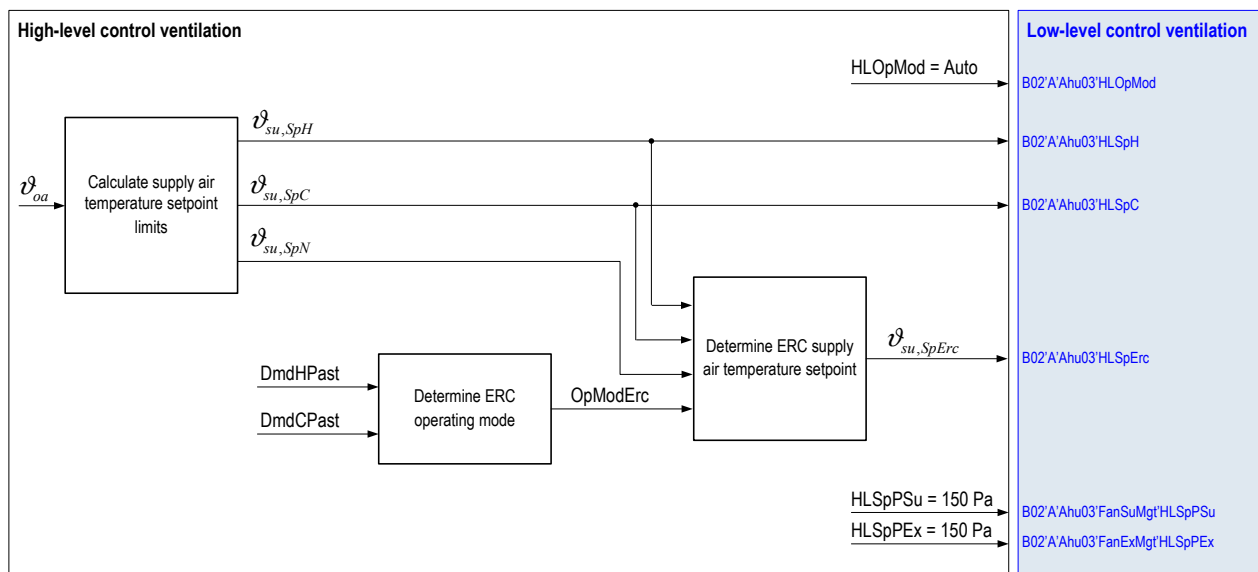 High-level control ventilation
Low-level control ventilation
HLOpMod = Auto
B02'A'Ahu03'HLOpMod
ϑsu,SpH
B02'A'Ahu03'HLSpH
ϑoa
Calculate supply air
temperature setpoint
limits
ϑsu,SpC
B02'A'Ahu03'HLSpC
ϑsu,SpN
Determine ERC supply
air temperature setpoint
ϑsu,SpErc
B02'A'Ahu03'HLSpErc
DmdHPast
DmdCPast
Determine ERC
operating mode
OpModErc
HLSpPSu = 150 Pa
B02'A'Ahu03'FanSuMgt'HLSpPSu
HLSpPEx = 150 Pa
B02'A'Ahu03'FanExMgt'HLSpPEx